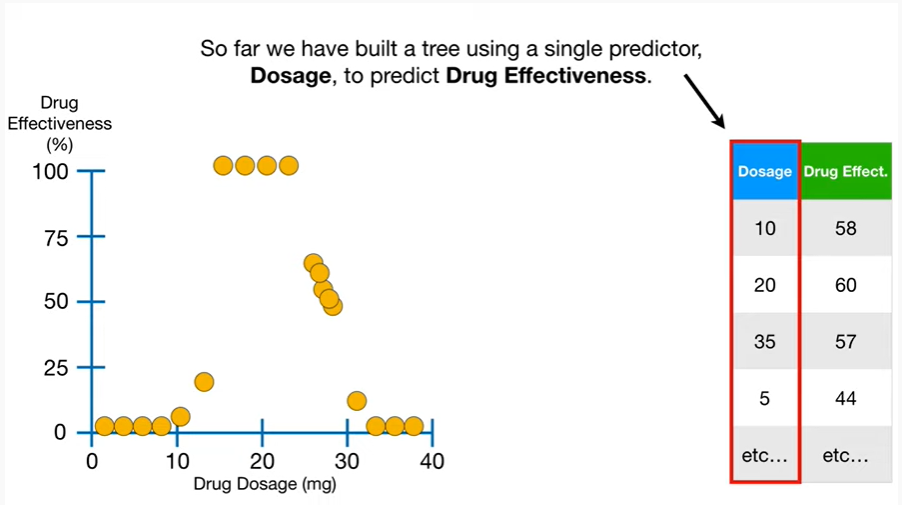 So far we have built a tree using a single predictor,
Dosage, to predict Drug Effectiveness.
Drug
Effectiveness
(%)
100
75
50
25
0
0 10 20 30 40
Drug Dosage (mg)
Dosage Drug Effect.
10 58
20 60
35 57
5 44
etc... etc...